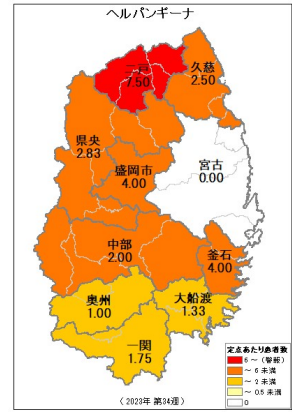 ヘルパンギーナ
二戸
7.50
久慈
2.50
県央
2.83
盛岡市
4.00
宮古
0.00
中部
2.00
釜石
4.00
奥州
1.00
大船渡
1.33
一関
1.75
定点あたり患者数
6 ～ (警報)
～ 6 未満
～ 2 未満
～ 0.5 未満
0
( 2023年 第34週 )